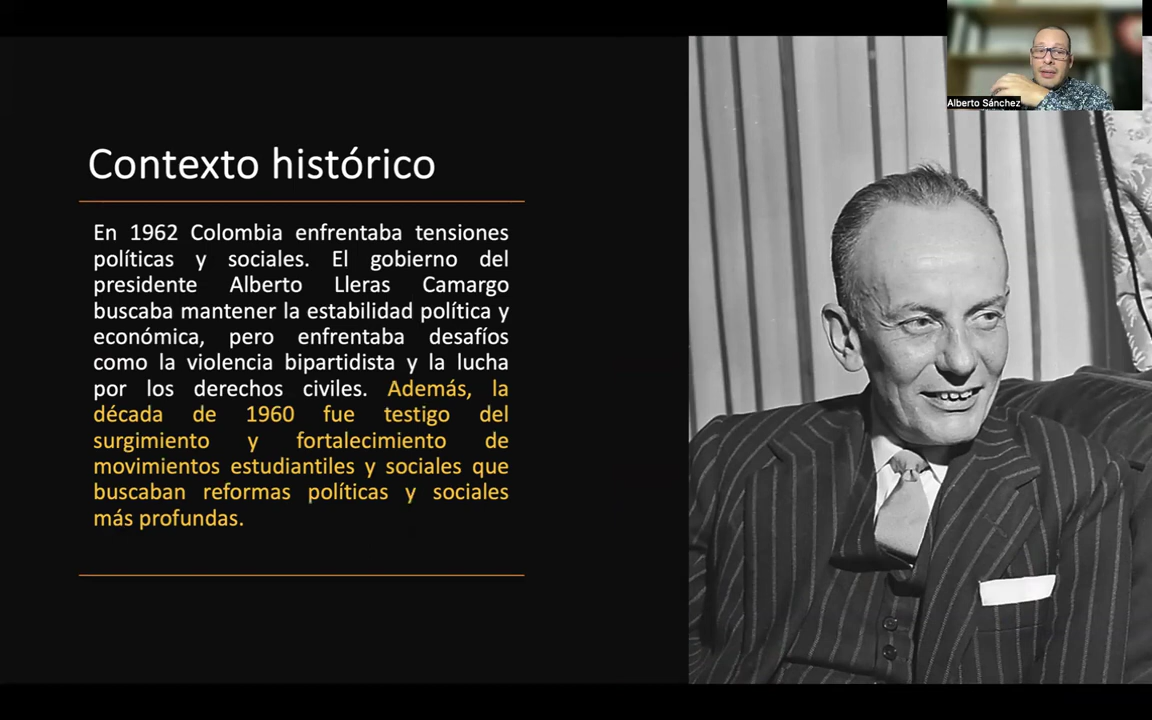 Alberto Sánchez
Contexto histórico
En 1962 Colombia enfrentaba tensiones
políticas y sociales. El gobierno del
presidente Alberto Lleras Camargo
buscaba mantener la estabilidad política y
económica, pero enfrentaba desafíos
como la violencia bipartidista y la lucha
por los derechos civiles. Además, la
década de 1960 fue testigo del
surgimiento y fortalecimiento de
movimientos estudiantiles y sociales que
buscaban reformas políticas y sociales
más profundas.